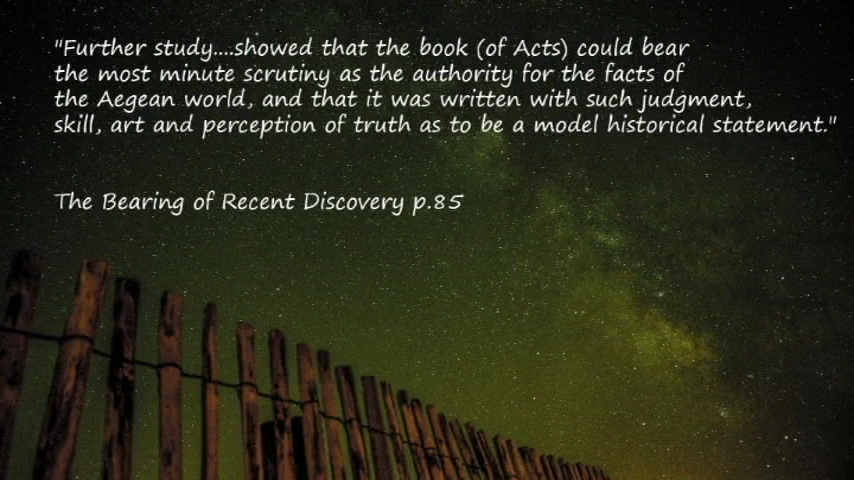 "Further study....showed that the book (of Acts) could bear
the most minute scrutiny as the authority for the facts of
the Aegean world, and that it was written with such judgment,
skill, art and perception of truth as to be a model historical statement."
The Bearing of Recent Discovery p.85